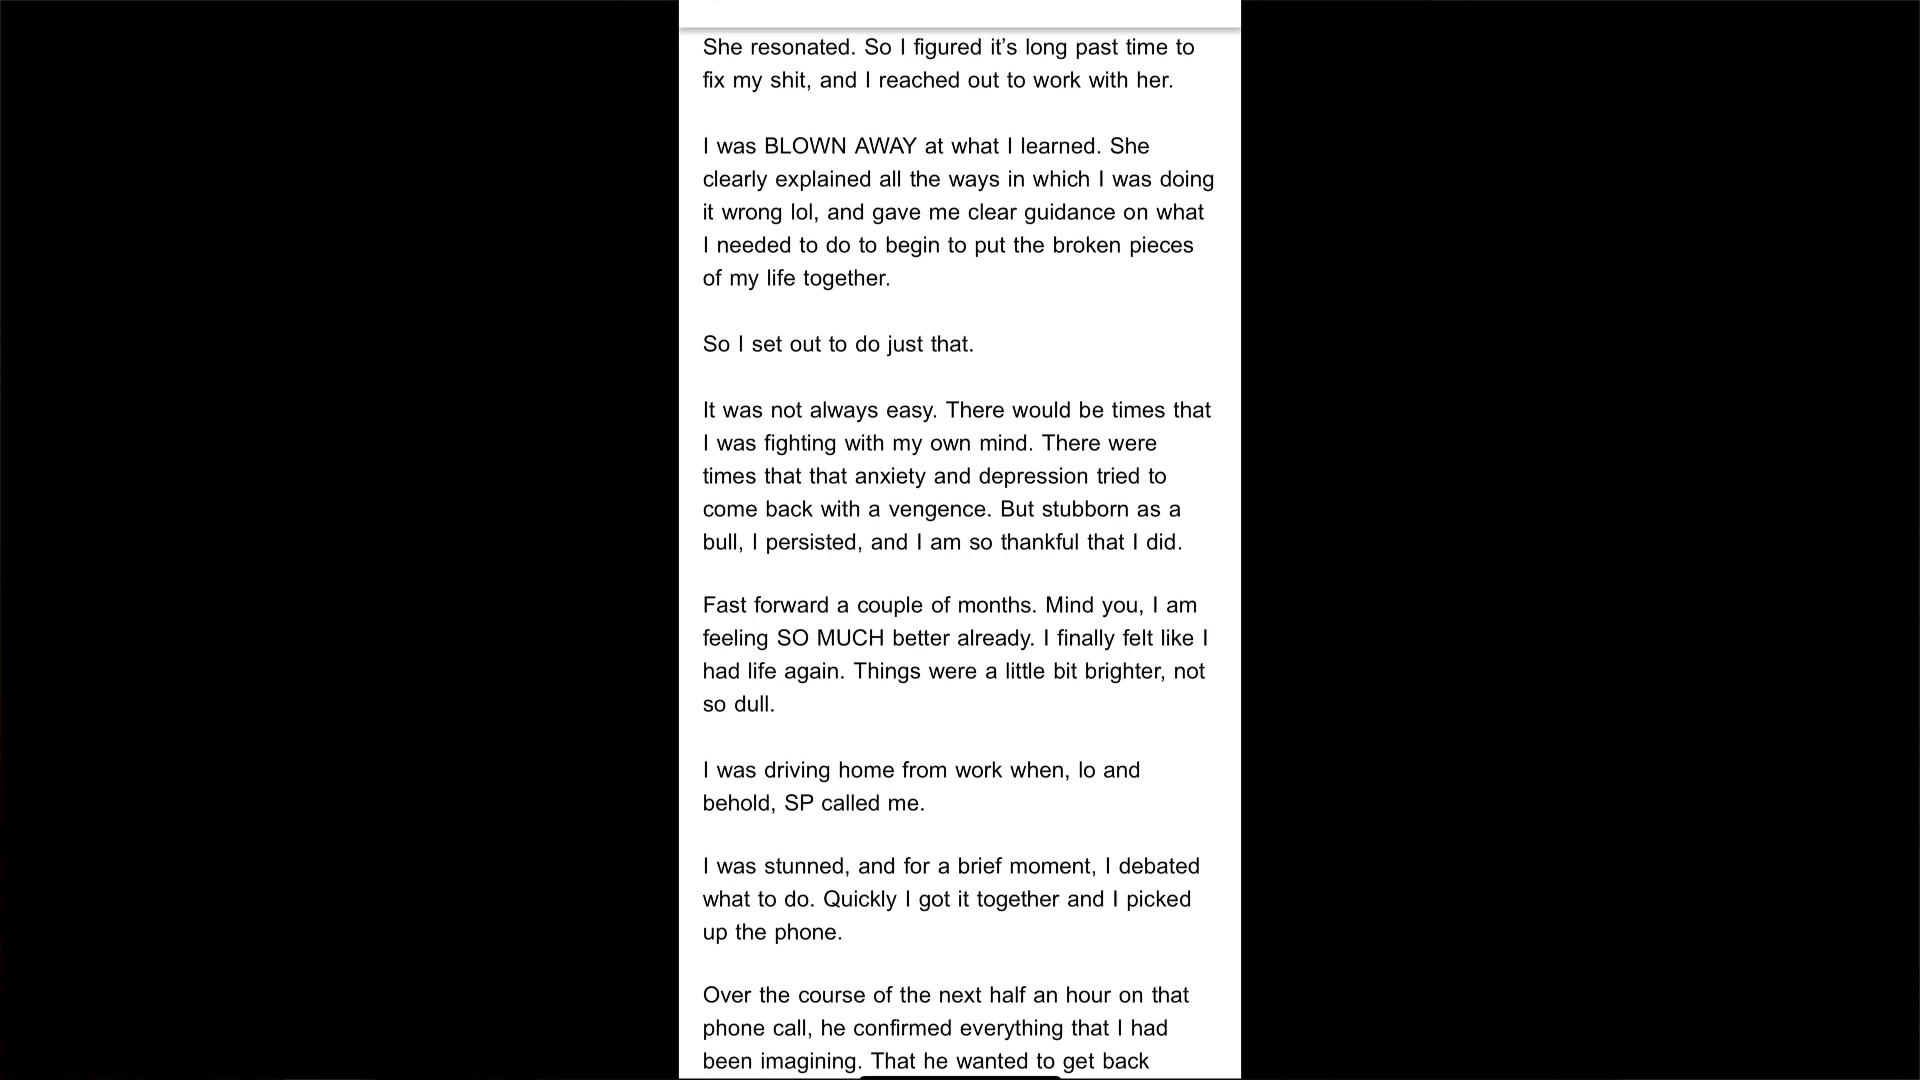 She resonated. So I figured it’s long past time to
fix my shit, and I reached out to work with her.
I was BLOWN AWAY at what I learned. She
clearly explained all the ways in which I was doing
it wrong lol, and gave me clear guidance on what
I needed to do to begin to put the broken pieces
of my life together.
So I set out to do just that.
It was not always easy. There would be times that
I was fighting with my own mind. There were
times that that anxiety and depression tried to
come back with a vengence. But stubborn as a
bull, I persisted, and I am so thankful that I did.
Fast forward a couple of months. Mind you, I am
feeling SO MUCH better already. I finally felt like I
had life again. Things were a little bit brighter, not
so dull.
I was driving home from work when, lo and
behold, SP called me.
I was stunned, and for a brief moment, I debated
what to do. Quickly I got it together and I picked
up the phone.
Over the course of the next half an hour on that
phone call, he confirmed everything that I had
been imagining. That he wanted to get back